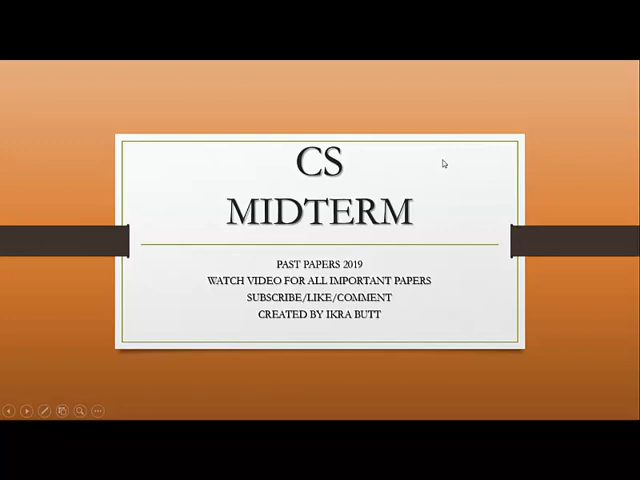 CS
MIDTERM
PAST PAPERS 2019
WATCH VIDEO FOR ALL IMPORTANT PAPERS
SUBSCRIBE/LIKE/COMMENT
CREATED BY IKRA BUTT